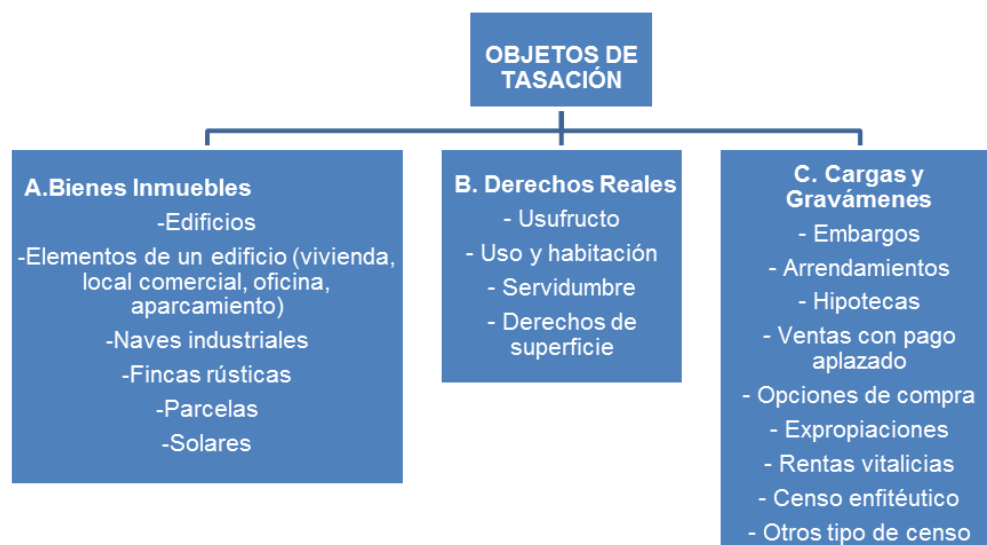 OBJETOS DE
TASACIÓN
A.Bienes Inmuebles
-Edificios
-Elementos de un edificio (vivienda,
local comercial, oficina,
aparcamiento)
-Naves industriales
-Fincas rústicas
-Parcelas
-Solares
B. Derechos Reales
- Usufructo
- Uso y habitación
- Servidumbre
- Derechos de
superficie
C. Cargas y
Gravámenes
- Embargos
- Arrendamientos
- Hipotecas
- Ventas con pago
aplazado
- Opciones de compra
- Expropiaciones
- Rentas vitalicias
- Censo enfitéutico
- Otros tipo de censo